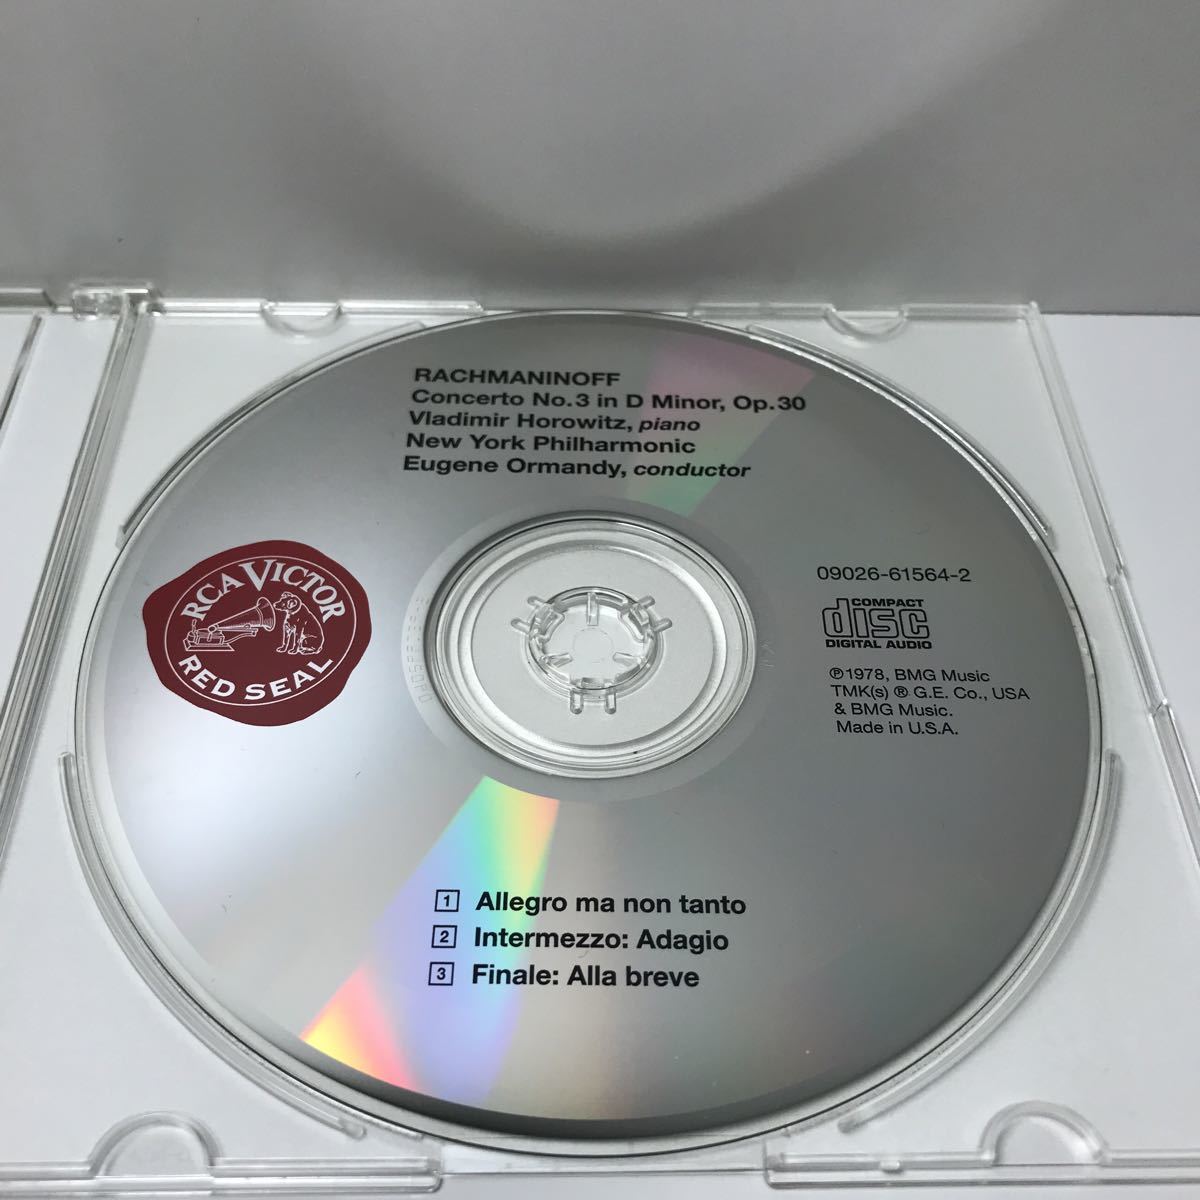 RACHMANINOFF
Concerto No.3 in D Minor, Op.30
Vladimir Horowitz, piano
New York Philharmonic
Eugene Ormandy, conductor
RCA VICTOR
RED SEAL
09026-61564-2
COMPACT
disc
DIGITAL AUDIO
℗1978, BMG Music
TMK(s) ® G.E. Co., USA
& BMG Music.
Made in U.S.A.
1 Allegro ma non tanto
2 Intermezzo: Adagio
3 Finale: Alla breve